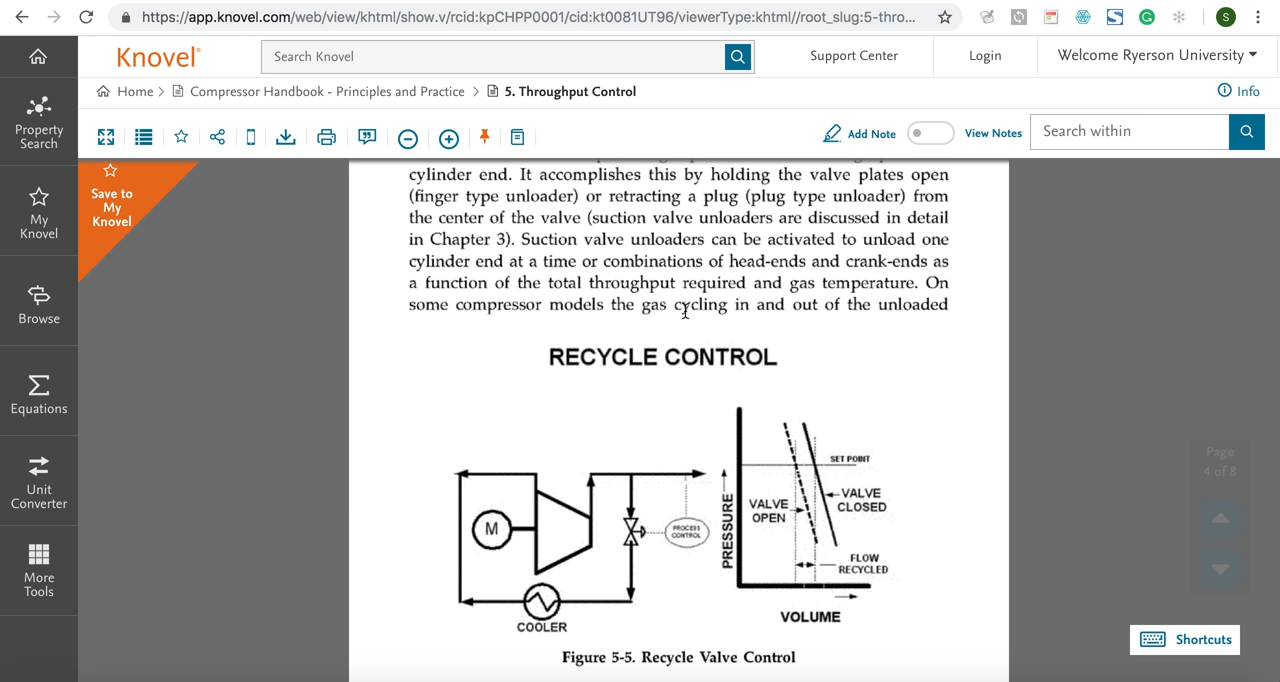 https://app.knovel.com/web/view/khtml/show.v/rcid:kpCHPP0001/cid:kt0081UT96/viewerType:khtml//root_slug:5-thro...
S
Knovel®
Search Knovel
Support Center
Login
Welcome Ryerson University
Home > Compressor Handbook - Principles and Practice > 5. Throughput Control
Info
Add Note
View Notes
Search within
Property
Search
My
Knovel
Browse
Equations
Unit
Converter
More
Tools
Save to
My
Knovel
cylinder end. It accomplishes this by holding the valve plates open
(finger type unloader) or retracting a plug (plug type unloader) from
the center of the valve (suction valve unloaders are discussed in detail
in Chapter 3). Suction valve unloaders can be activated to unload one
cylinder end at a time or combinations of head-ends and crank-ends as
a function of the total throughput required and gas temperature. On
some compressor models the gas cycling in and out of the unloaded
RECYCLE CONTROL
M
COOLER
PROCESS
CONTROL
PRESSURE
SET POINT
VALVE
OPEN
VALVE
CLOSED
FLOW
RECYCLED
VOLUME
Figure 5-5. Recycle Valve Control
Page
4 of 8
Shortcuts